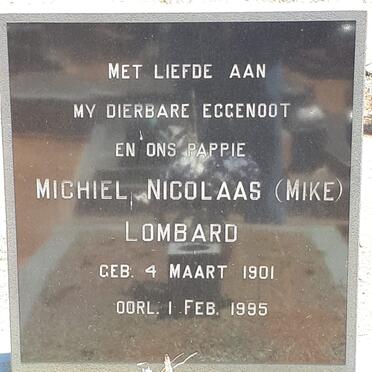 MET LIEFDE AAN
MY DIERBARE EGGENOOT
EN ONS PAPPIE
MICHIEL NICOLAAS (MIKE)
LOMBARD
GEB. 4 MAART 1901
OORL. 1 FEB. 1995